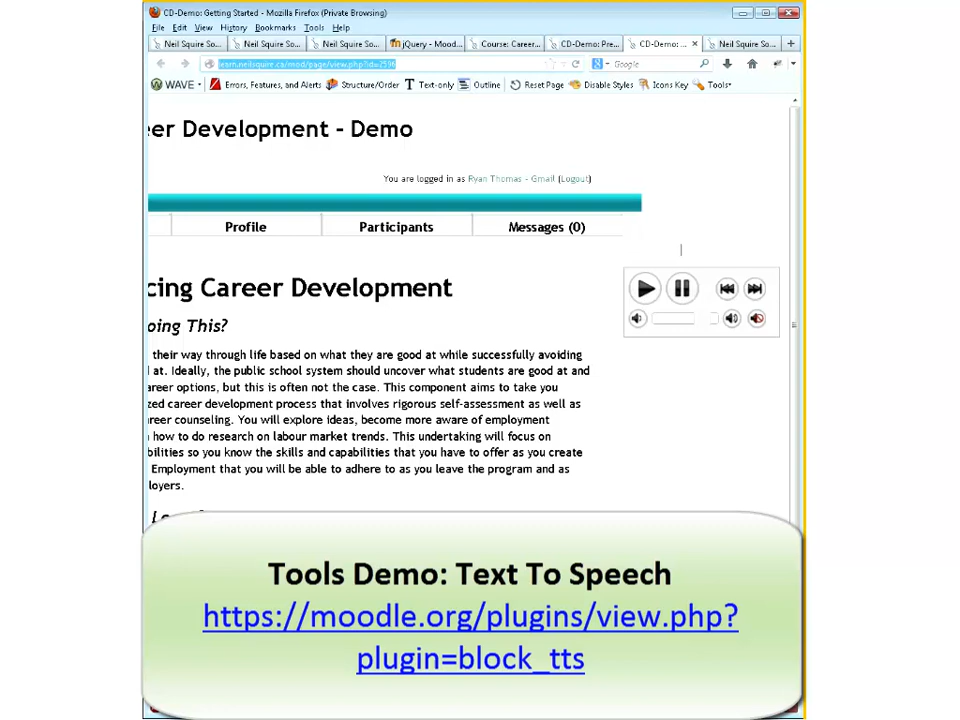 CD-Demo: Getting Started - Mozilla Firefox (Private Browsing)
File Edit View History Bookmarks Tools Help
Neil Squire So... Neil Squire So... Neil Squire So... jQuery - Mood... Course: Career... CD-Demo: Pre... CD-Demo: ... × Neil Squire So... +
learn.neilsquire.ca/mod/page/view.php?id=2596 Google
WAVE Errors, Features, and Alerts Structure/Order Text-only Outline Reset Page Disable Styles Icons Key Tools
eer Development - Demo
You are logged in as Ryan Thomas - Gmail (Logout)
Profile Participants Messages (0)
cing Career Development
oing This?
their way through life based on what they are good at while successfully avoiding
l at. Ideally, the public school system should uncover what students are good at and
areer options, but this is often not the case. This component aims to take you
zed career development process that involves rigorous self-assessment as well as
reer counseling. You will explore ideas, become more aware of employment
how to do research on labour market trends. This undertaking will focus on
bilities so you know the skills and capabilities that you have to offer as you create
Employment that you will be able to adhere to as you leave the program and as
loyers.
Tools Demo: Text To Speech
https://moodle.org/plugins/view.php?
plugin=block_tts